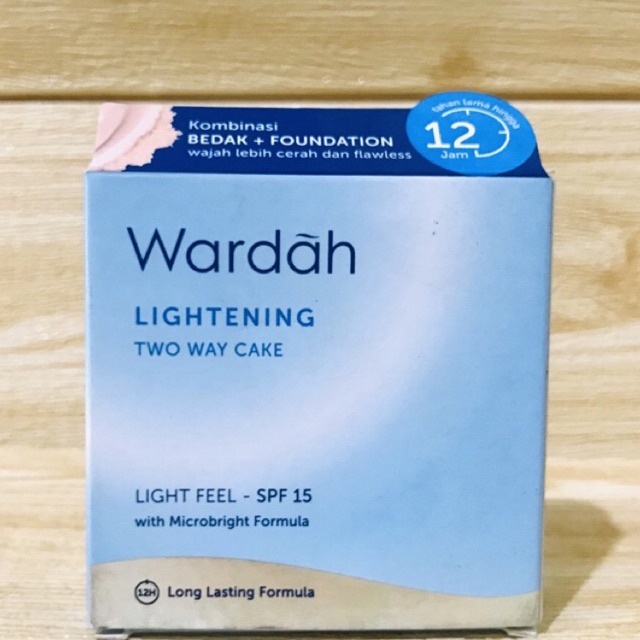 Kombinasi
BEDAK + FOUNDATION
wajah lebih cerah dan flawless
tahan lama hingga
12
Jam
Wardãh
LIGHTENING
TWO WAY CAKE
LIGHT FEEL - SPF 15
with Microbright Formula
12H Long Lasting Formula